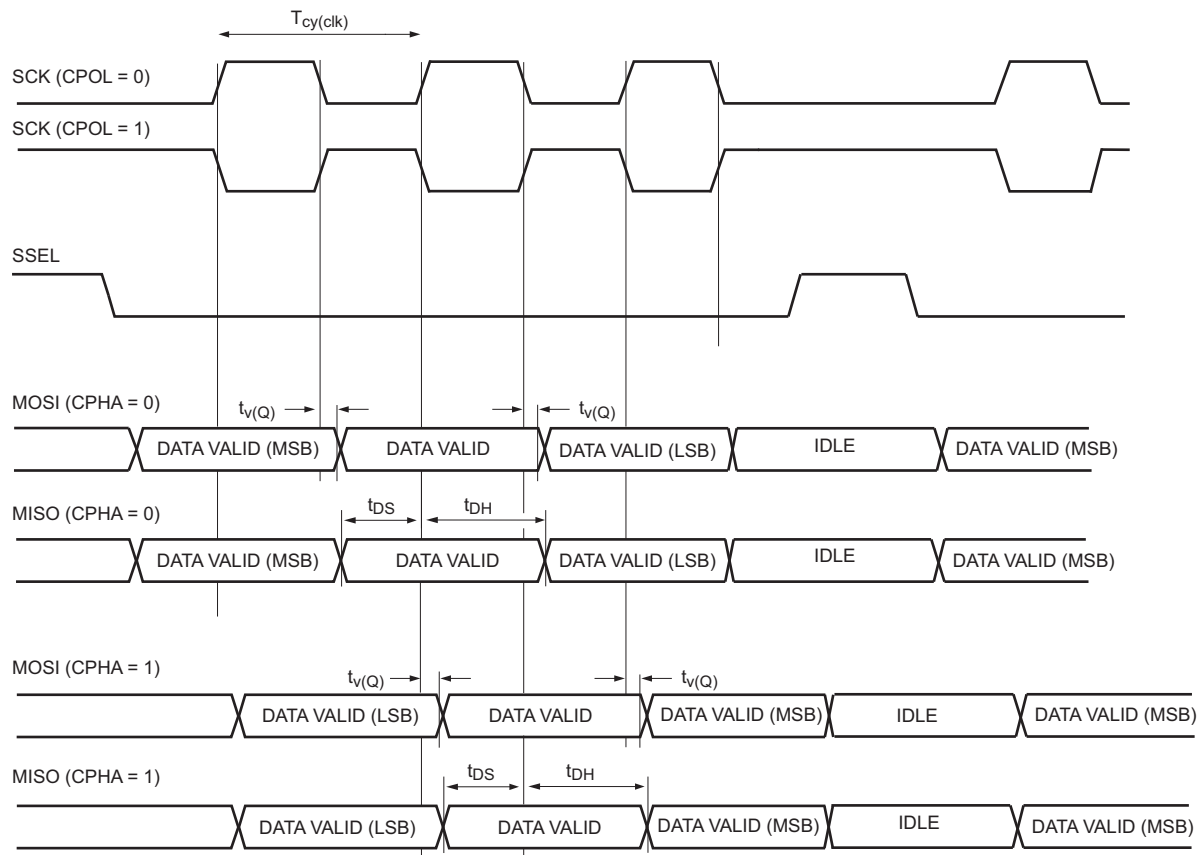 Tcy(clk)
SCK (CPOL = 0)
SCK (CPOL = 1)
SSEL
MOSI (CPHA = 0)
tv(Q) tv(Q)
DATA VALID (MSB) DATA VALID DATA VALID (LSB) IDLE DATA VALID (MSB)
tDS tDH
MISO (CPHA = 0)
DATA VALID (MSB) DATA VALID DATA VALID (LSB) IDLE DATA VALID (MSB)
MOSI (CPHA = 1)
tv(Q) tv(Q)
DATA VALID (LSB) DATA VALID DATA VALID (MSB) IDLE DATA VALID (MSB)
tDS tDH
MISO (CPHA = 1)
DATA VALID (LSB) DATA VALID DATA VALID (MSB) IDLE DATA VALID (MSB)